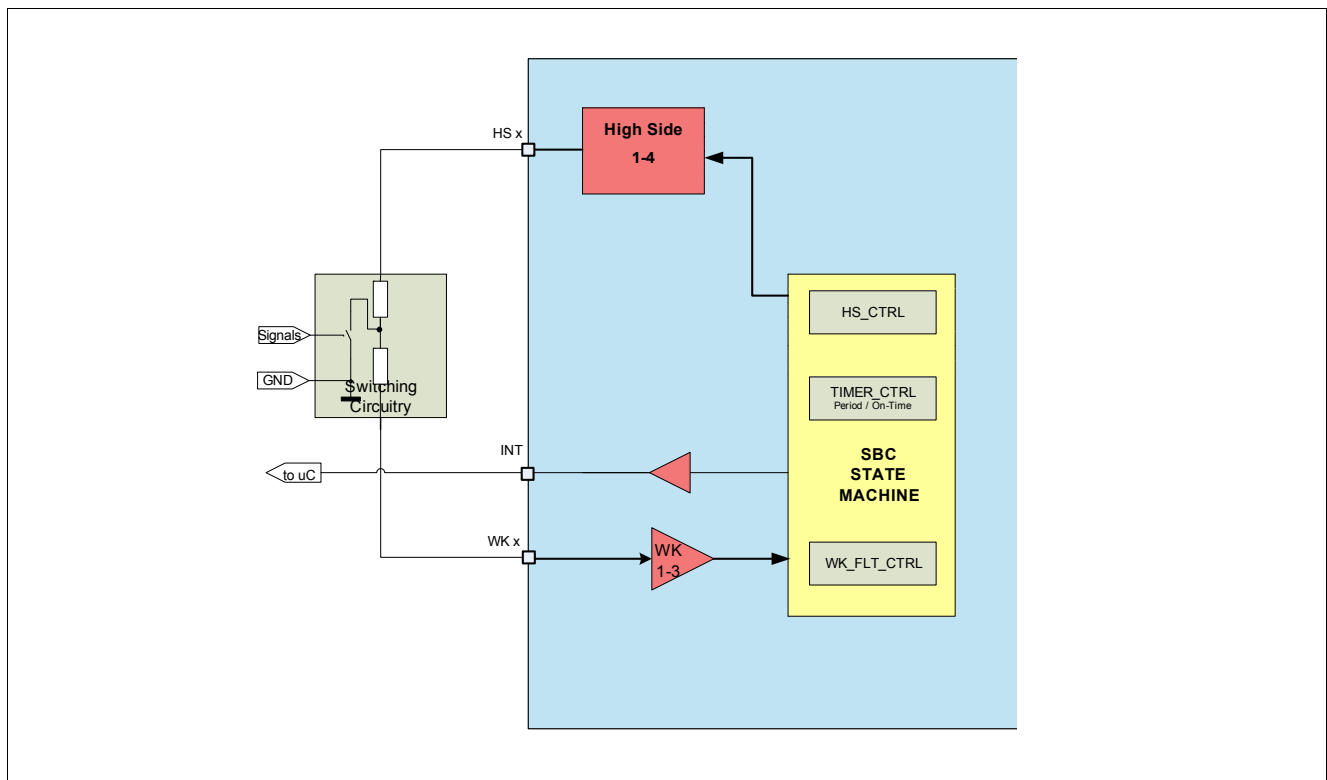 High Side
1-4
HS x
HS_CTRL
Signals
GND
Switching
Circuitry
TIMER_CTRL
Period / On-Time
INT
to uC
SBC
STATE
MACHINE
WK x
WK
1-3
WK_FLT_CTRL